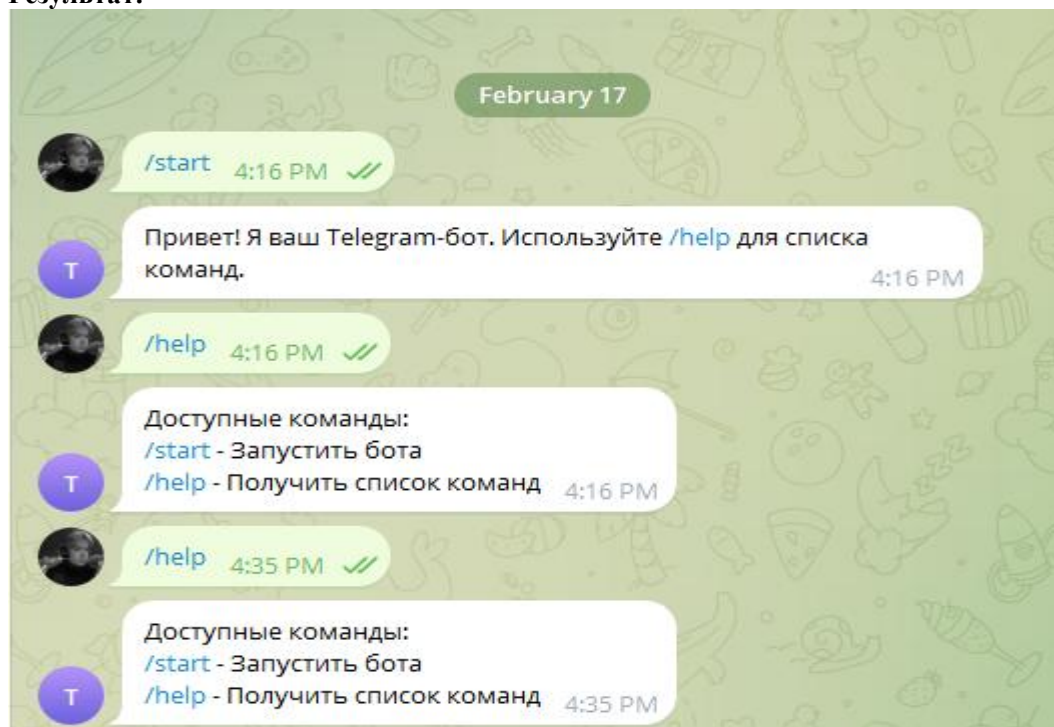 Результат:
February 17
/start 4:16 PM
Привет! Я ваш Telegram-бот. Используйте /help для списка
команд.
4:16 PM
T
/help 4:16 PM
Доступные команды:
/start - Запустить бота
/help - Получить список команд 4:16 PM
T
/help 4:35 PM
Доступные команды:
/start - Запустить бота
/help - Получить список команд 4:35 PM
T